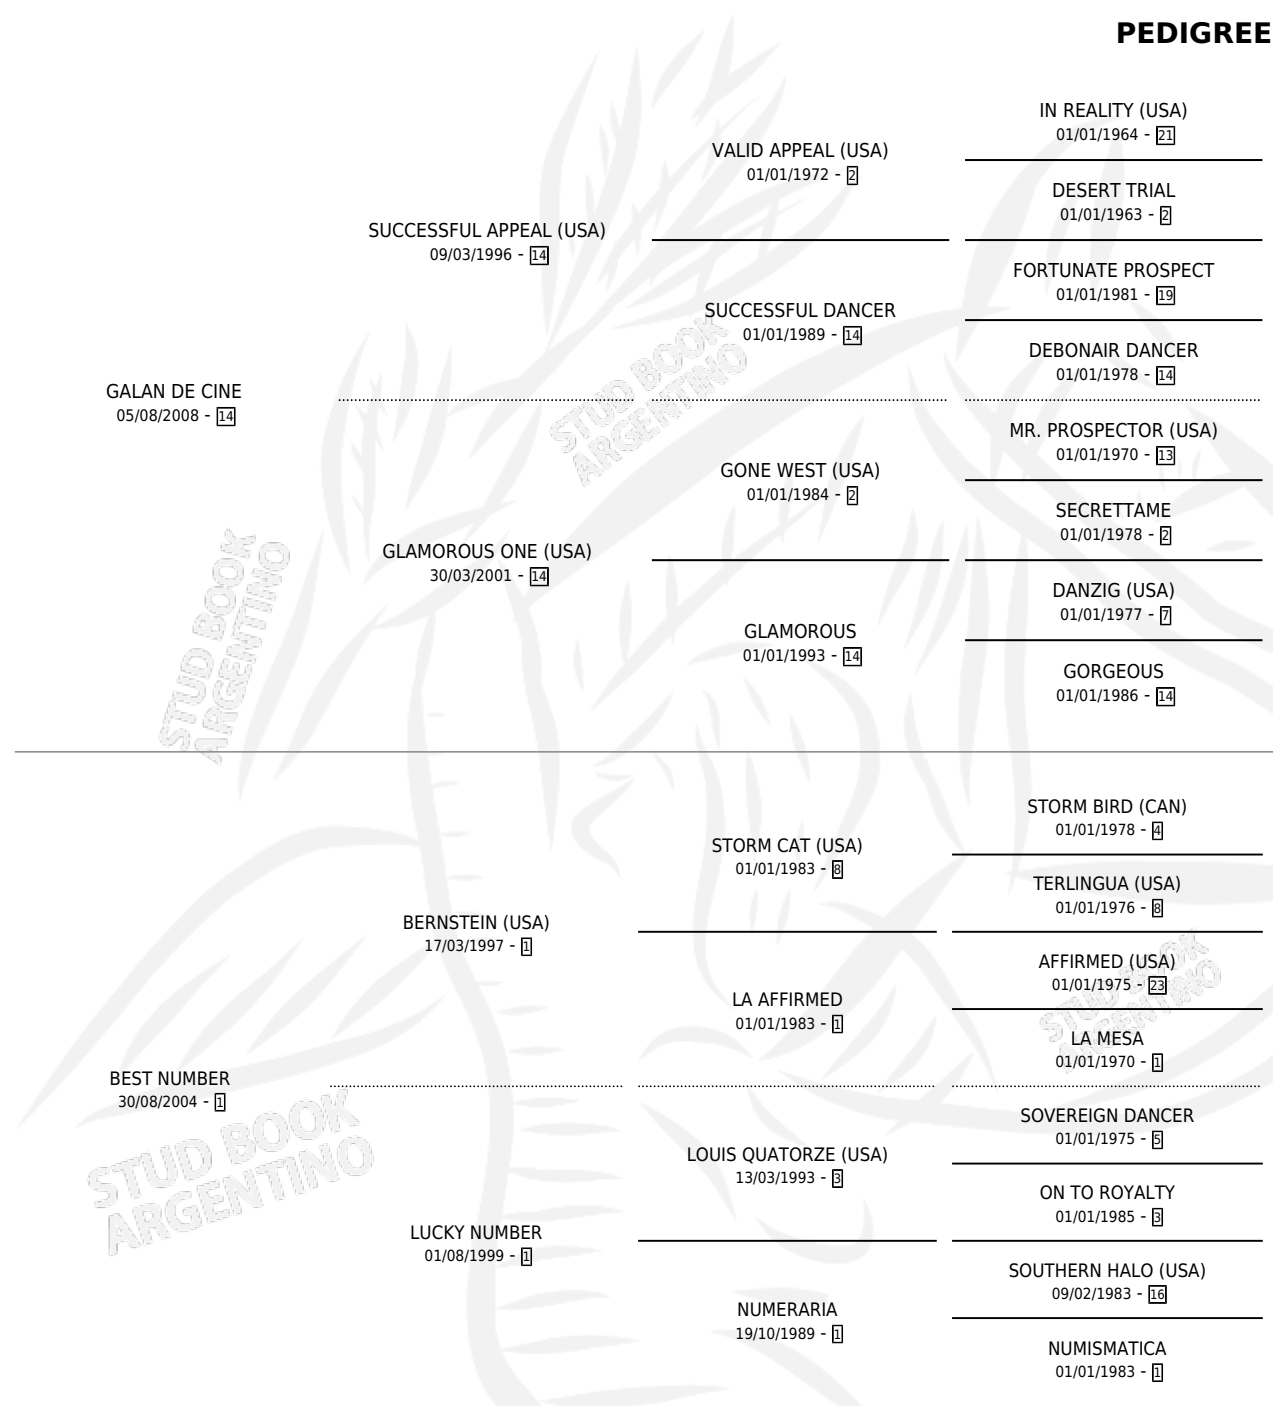 PEDIGREE
IN REALITY (USA)
01/01/1964 - 21
VALID APPEAL (USA)
01/01/1972 - 2
DESERT TRIAL
01/01/1963 - 2
SUCCESSFUL APPEAL (USA)
09/03/1996 - 14
FORTUNATE PROSPECT
01/01/1981 - 19
SUCCESSFUL DANCER
01/01/1989 - 14
DEBONAIR DANCER
01/01/1978 - 14
STUD BOOK
ARGENTINO
GALAN DE CINE
05/08/2008 - 14
MR. PROSPECTOR (USA)
01/01/1970 - 13
GONE WEST (USA)
01/01/1984 - 2
SECRETTAME
01/01/1978 - 2
GLAMOROUS ONE (USA)
30/03/2001 - 14
DANZIG (USA)
01/01/1977 - 7
GLAMOROUS
01/01/1993 - 14
GORGEOUS
01/01/1986 - 14
STUD BOOK
ARGENTINO
STORM BIRD (CAN)
01/01/1978 - 4
STORM CAT (USA)
01/01/1983 - 8
TERLINGUA (USA)
01/01/1976 - 8
BERNSTEIN (USA)
17/03/1997 - 1
AFFIRMED (USA)
01/01/1975 - 23
LA AFFIRMED
01/01/1983 - 1
LA MESA
01/01/1970 - 1
STUD BOOK
ARGENTINO
BEST NUMBER
30/08/2004 - 1
SOVEREIGN DANCER
01/01/1975 - 5
LOUIS QUATORZE (USA)
13/03/1993 - 3
ON TO ROYALTY
01/01/1985 - 3
STUD BOOK
ARGENTINO
LUCKY NUMBER
01/08/1999 - 1
SOUTHERN HALO (USA)
09/02/1983 - 16
NUMERARIA
19/10/1989 - 1
NUMISMATICA
01/01/1983 - 1